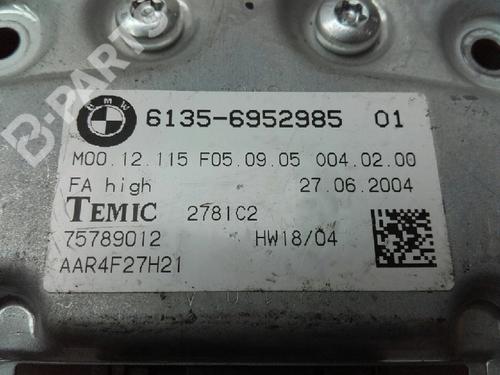 B-PARTS
BMW
6135-6952985 01
M00.12.115 F05.09.05 004.02.00
FA high 27.06.2004
TEMIC 2781C2
75789012 HW18/04
AAR4F27H21